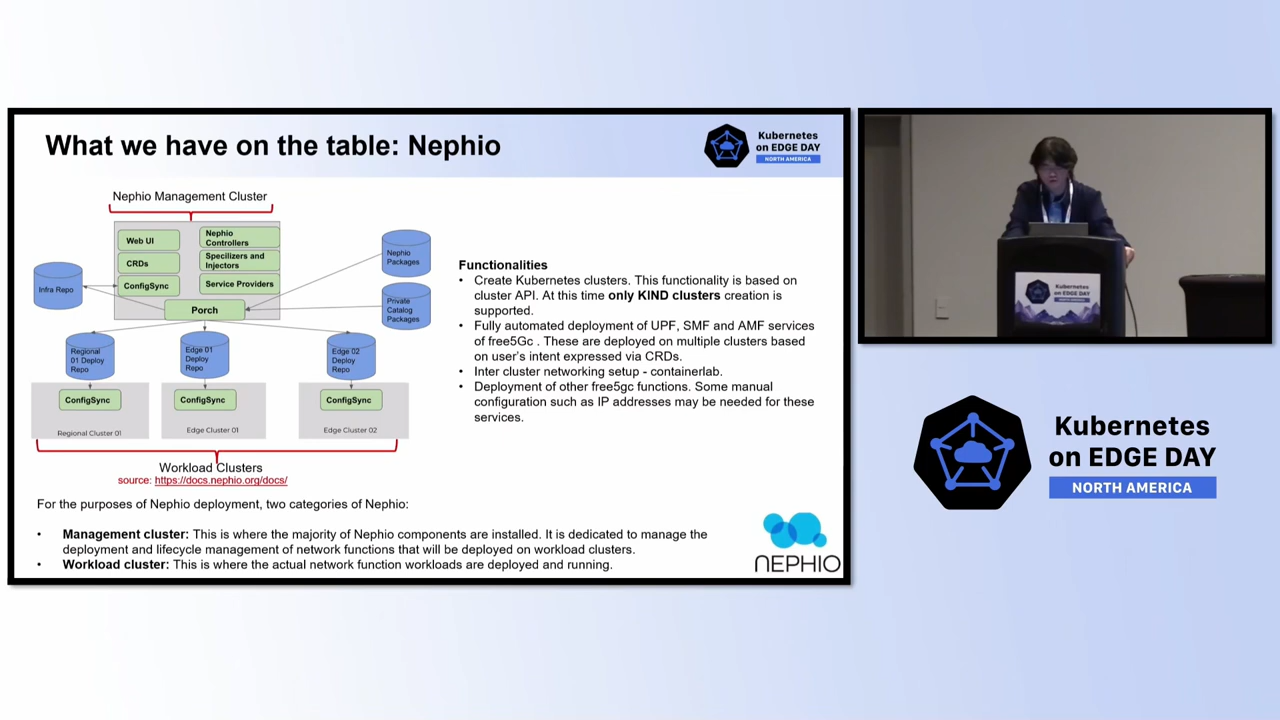 What we have on the table: Nephio
Kubernetes
on EDGE DAY
NORTH AMERICA
Nephio Management Cluster
Web UI
CRDs
ConfigSync
Nephio
Controllers
Specilizers and
Injectors
Service Providers
Porch
Infra Repo
Nephio
Packages
Private
Catalog
Packages
Regional
01 Deploy
Repo
Edge 01
Deploy
Repo
Edge 02
Deploy
Repo
ConfigSync
ConfigSync
ConfigSync
Regional Cluster 01
Edge Cluster 01
Edge Cluster 02
Workload Clusters
source: https://docs.nephio.org/docs/
Functionalities
• Create Kubernetes clusters. This functionality is based on
cluster API. At this time only KIND clusters creation is
supported.
• Fully automated deployment of UPF, SMF and AMF services
of free5Gc . These are deployed on multiple clusters based
on user's intent expressed via CRDs.
• Inter cluster networking setup - containerlab.
• Deployment of other free5gc functions. Some manual
configuration such as IP addresses may be needed for these
services.
For the purposes of Nephio deployment, two categories of Nephio:
• Management cluster: This is where the majority of Nephio components are installed. It is dedicated to manage the
deployment and lifecycle management of network functions that will be deployed on workload clusters.
• Workload cluster: This is where the actual network function workloads are deployed and running.
NEPHIO
Kubernetes
on EDGE DAY
Kubernetes
on EDGE DAY
NORTH AMERICA